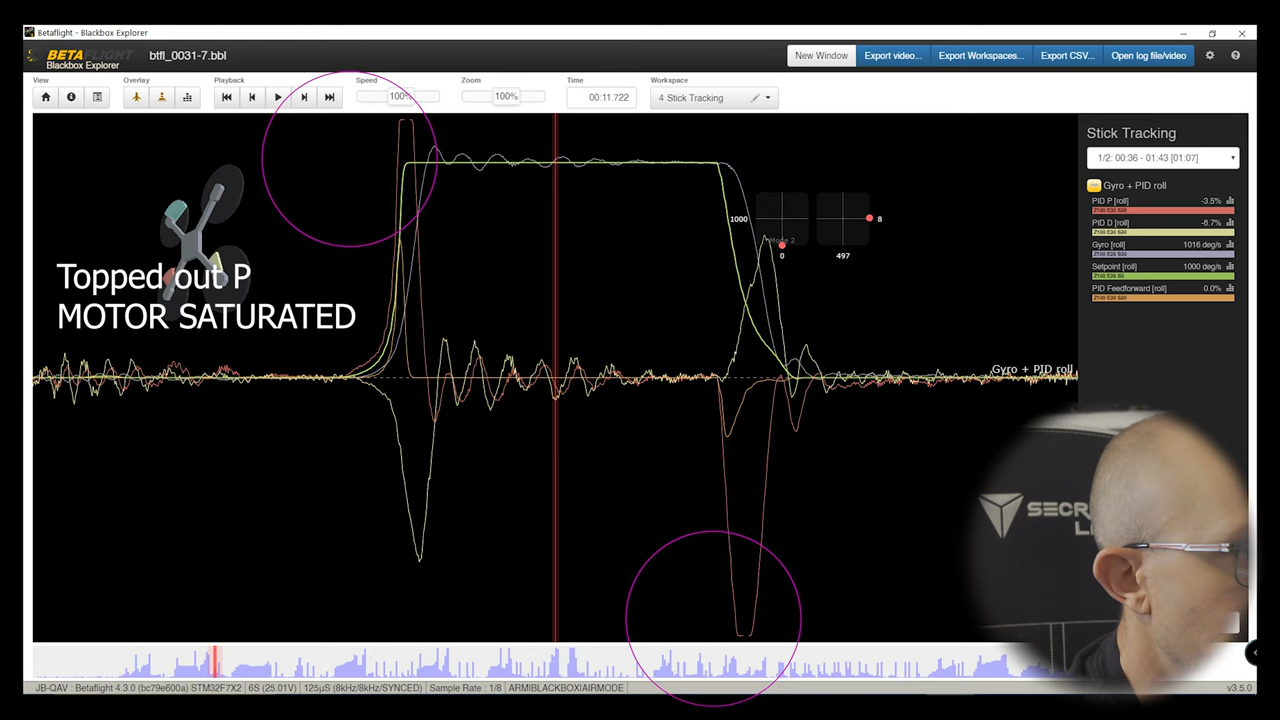 Betaflight - Blackbox Explorer
BETAFLIGHT
Blackbox Explorer
btfl_0031-7.bbl
New Window
Export video...
Export Workspaces...
Export CSV...
Open log file/video
View
Overlay
Playback
Speed
Zoom
Time
Workspace
100%
100%
00:11.722
4 Stick Tracking
Stick Tracking
1/2: 00:36 - 01:43 [01:07]
Gyro + PID roll
PID P [roll] -3.5%
PID D [roll] -8.7%
Gyro [roll] 1016 deg/s
Setpoint [roll] 1000 deg/s
PID Feedforward [roll] 0.0%
1000
8
Mode 2
0
497
Topped out P
MOTOR SATURATED
Gyro + PID roll
SECR
L
JB-QAV : Betaflight 4.3.0 (bc79e600a) STM32F7X2
6S (25.01V)
125µS (8kHz/8kHz/SYNCED)
Sample Rate : 1/8
ARM|BLACKBOX|AIRMODE
v3.5.0